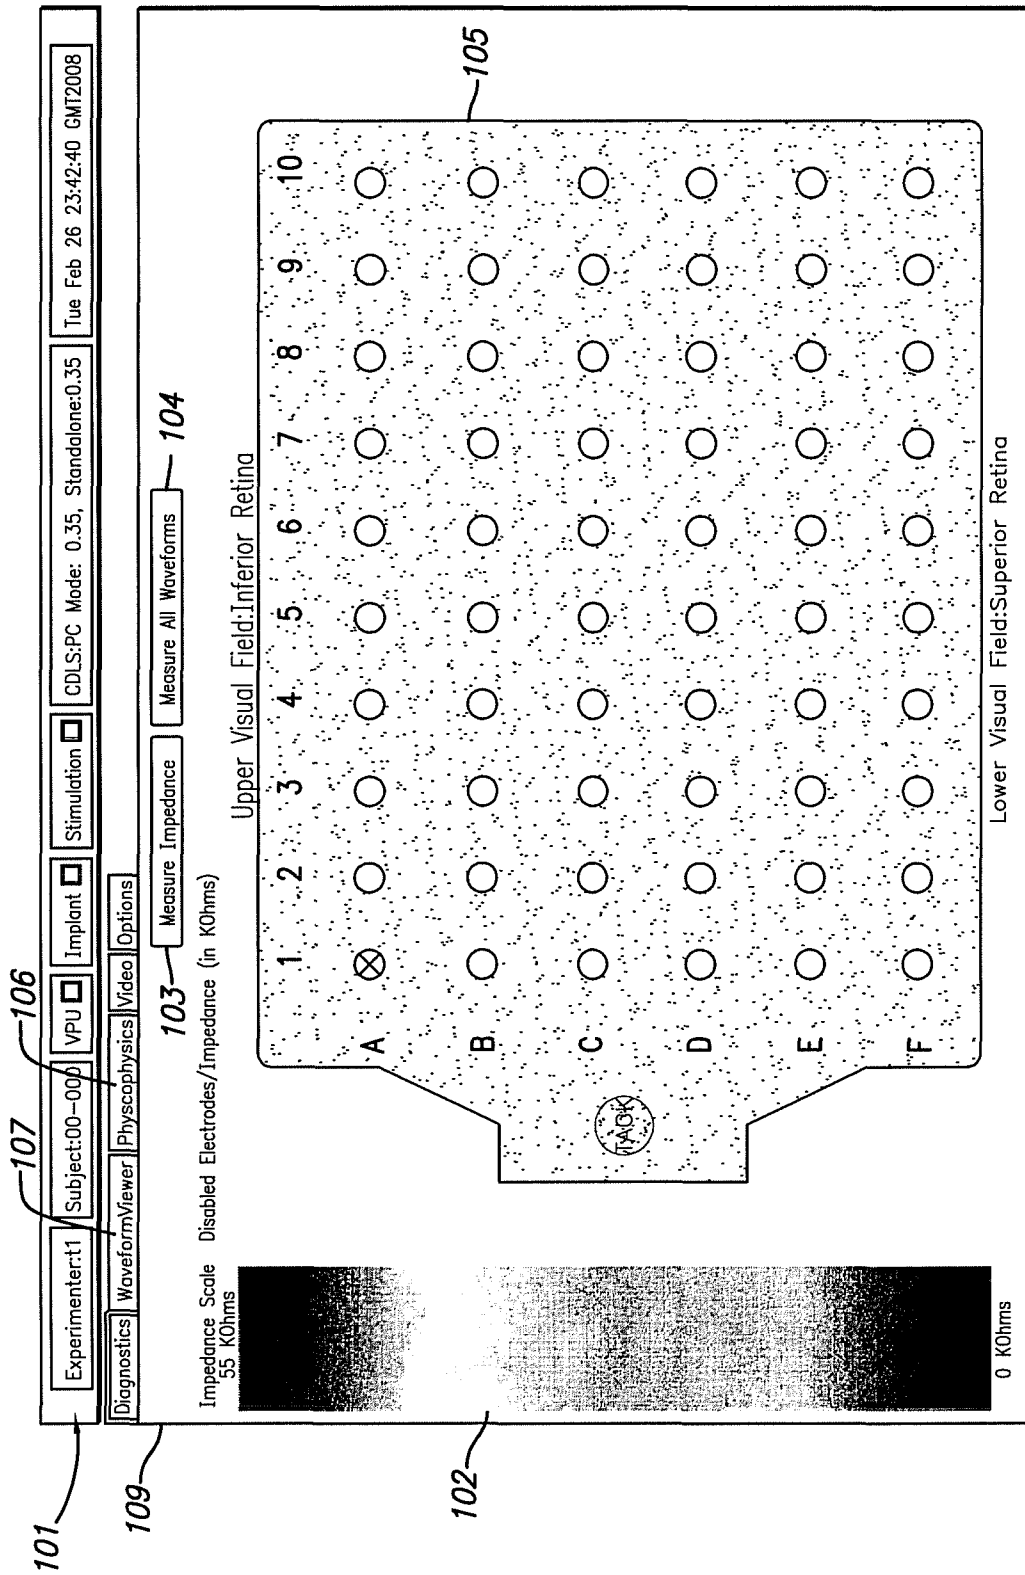 101
Experimenter:t1 Subject:00-000 VPU Implant Stimulation CDLS:PC Mode: 0.35, Standalone:0.35 Tue Feb 26 23:42:40 GMT2008
107
106
109
Diagnostics WaveformViewer Physcophysics Video Options
103 Measure Impedance Measure All Waveforms 104
Impedance Scale Disabled Electrodes/Impedance (in KOhms)
55 KOhms
Upper Visual Field:Inferior Retina
105
1 2 3 4 5 6 7 8 9 10
A
B
C
TACK
D
E
F
102
0 KOhms
Lower Visual Field:Superior Retina